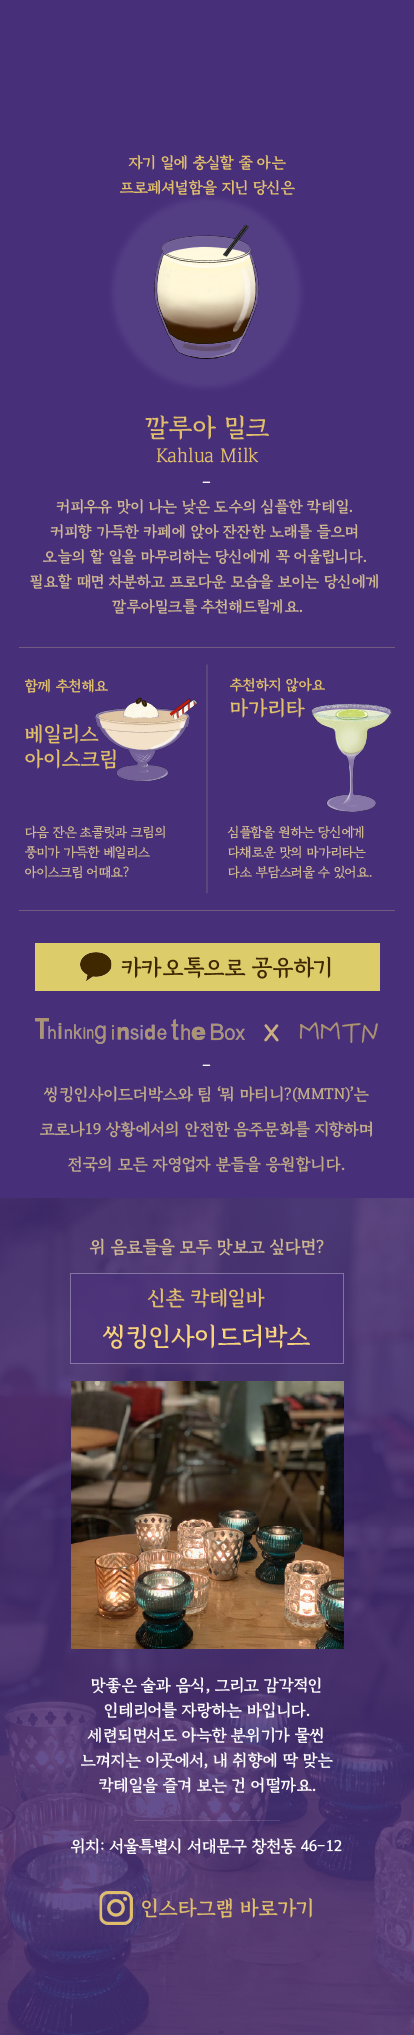 자기 일에 충실할 줄 아는
프로페셔널함을 지닌 당신은
깔루아 밀크
Kahlua Milk
–
커피우유 맛이 나는 낮은 도수의 심플한 칵테일.
커피향 가득한 카페에 앉아 잔잔한 노래를 들으며
오늘의 할 일을 마무리하는 당신에게 꼭 어울립니다.
필요할 때면 차분하고 프로다운 모습을 보이는 당신에게
깔루아밀크를 추천해드릴게요.
함께 추천해요
베일리스
아이스크림
다음 잔은 초콜릿과 크림의
풍미가 가득한 베일리스
아이스크림 어때요?
추천하지 않아요
마가리타
심플함을 원하는 당신에게
다채로운 맛의 마가리타는
다소 부담스러울 수 있어요.
카카오톡으로 공유하기
Thinking inside the Box X MMTN
–
씽킹인사이드더박스와 팀 ‘뭐 마티니?(MMTN)’는
코로나19 상황에서의 안전한 음주문화를 지향하며
전국의 모든 자영업자 분들을 응원합니다.
위 음료들을 모두 맛보고 싶다면?
신촌 칵테일바
씽킹인사이드더박스
맛좋은 술과 음식, 그리고 감각적인
인테리어를 자랑하는 바입니다.
세련되면서도 아늑한 분위기가 물씬
느껴지는 이곳에서, 내 취향에 딱 맞는
칵테일을 즐겨 보는 건 어떨까요..
위치: 서울특별시 서대문구 창천동 46-12
인스타그램 바로가기